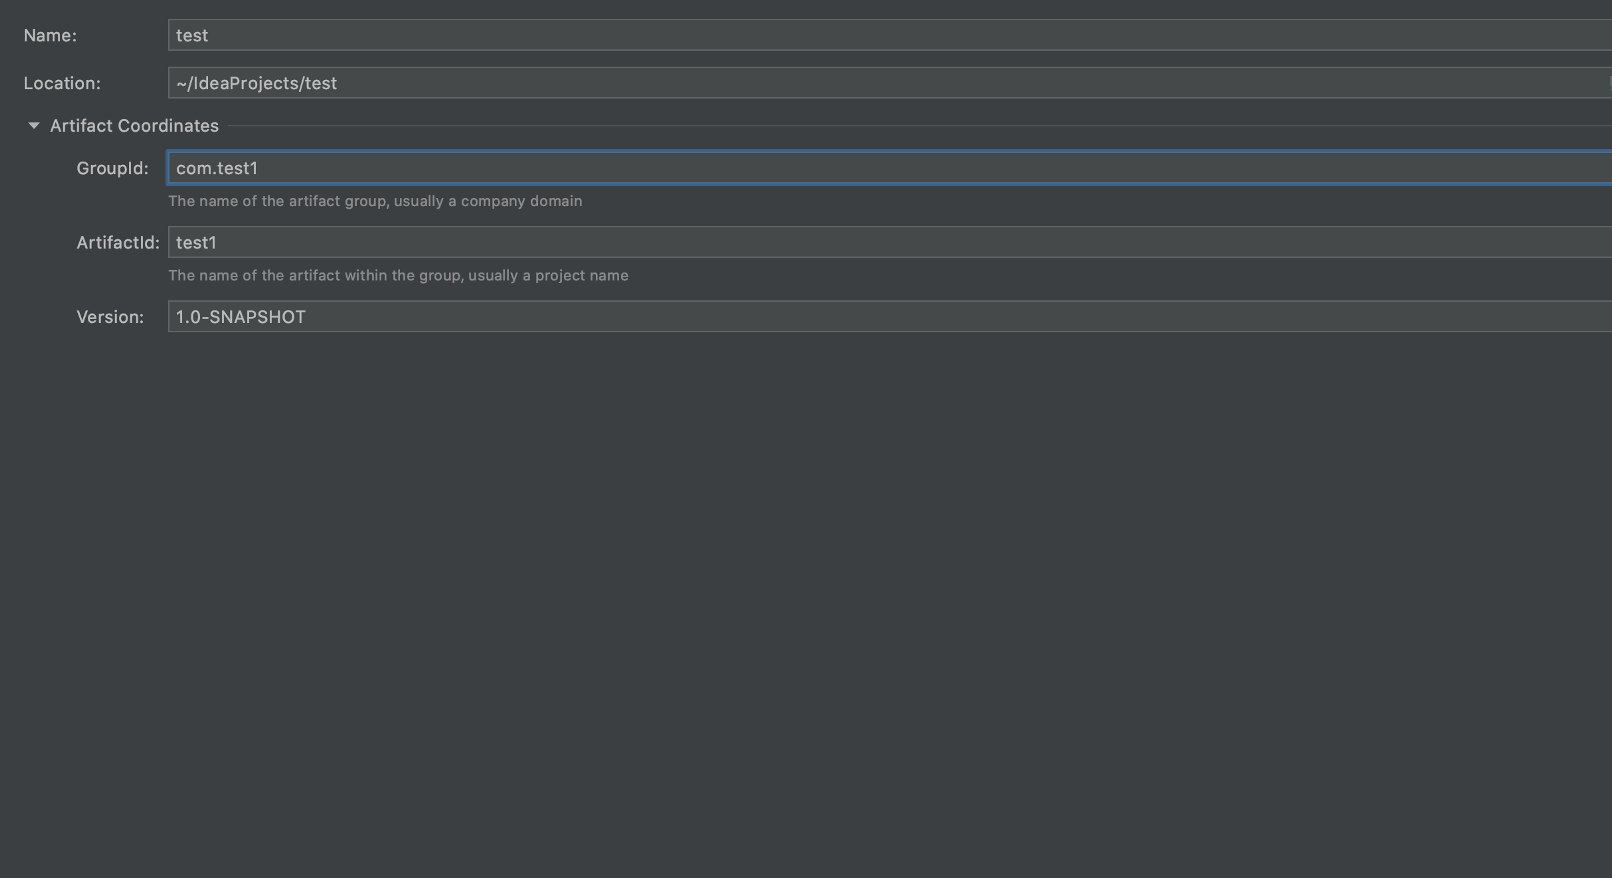 Name: test
Location: ~/IdeaProjects/test
Artifact Coordinates
GroupId: com.test1
The name of the artifact group, usually a company domain
ArtifactId: test1
The name of the artifact within the group, usually a project name
Version: 1.0-SNAPSHOT